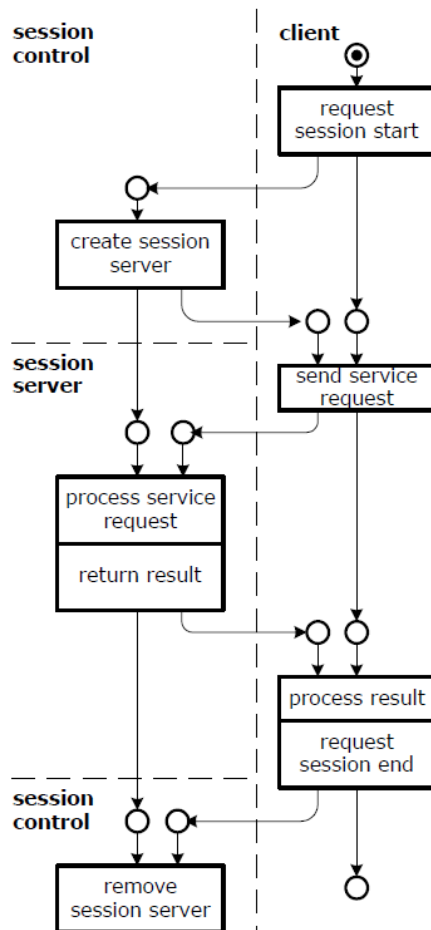 session
control
client
request
session start
create session
server
session
server
send service
request
process service
request
return result
process result
request
session end
session
control
remove
session server